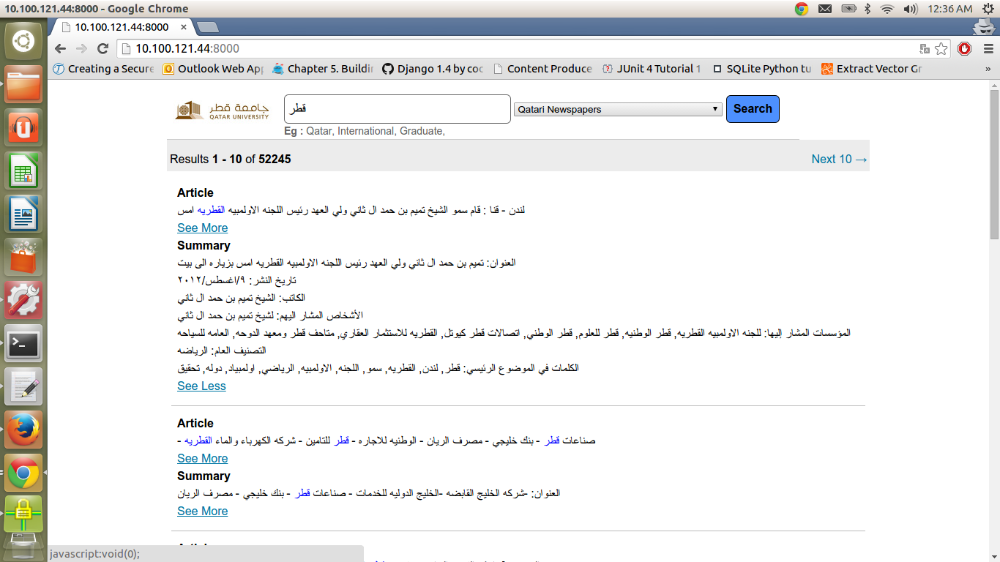 10.100.121.44:8000 - Google Chrome
12:36 AM
10.100.121.44:8000
10.100.121.44:8000
Creating a Secure
Outlook Web App
Chapter 5. Buildin
Django 1.4 by coc
Content Produce
JUnit 4 Tutorial 1
SQLite Python tu
Extract Vector Gr
»
جامعة قطر
QATAR UNIVERSITY
قطر
Qatari Newspapers
Search
Eg : Qatar, International, Graduate,
Results 1 - 10 of 52245
Next 10 →
Article
لندن - قنا : قام سمو الشيخ تميم بن حمد ال ثاني ولي العهد رئيس اللجنه الاولمبيه القطريه امس
See More
Summary
العنوان: تميم بن حمد ال ثاني ولي العهد رئيس اللجنه الاولمبيه القطريه امس بزياره الى بيت
تاريخ النشر: ٩/اغسطس/٢٠١٢
الكاتب: الشيخ تميم بن حمد ال ثاني
الأشخاص المشار اليهم: لشيخ تميم بن حمد ال ثاني
المؤسسات المشار إليها: للجنه الاولمبيه القطريه, قطر الوطنيه, قطر للعلوم, قطر الوطني, اتصالات قطر كيوتل, القطريه للاستثمار العقاري, متاحف قطر ومعهد الدوحه, العامه للسياحه
التصنيف العام: الرياضه
الكلمات في الموضوع الرئيسي: قطر, لندن, القطريه, سمو, اللجنه, الاولمبيه, الرياضي, اولمبياد, دوله, تحقيق
See Less
Article
صناعات قطر - بنك خليجي - مصرف الريان - الوطنيه للاجاره - قطر للتامين - شركه الكهرباء والماء القطريه -
See More
Summary
العنوان: -شركه الخليج القابضه -الخليج الدوليه للخدمات - صناعات قطر - بنك خليجي - مصرف الريان
See More
javascript:void(0);